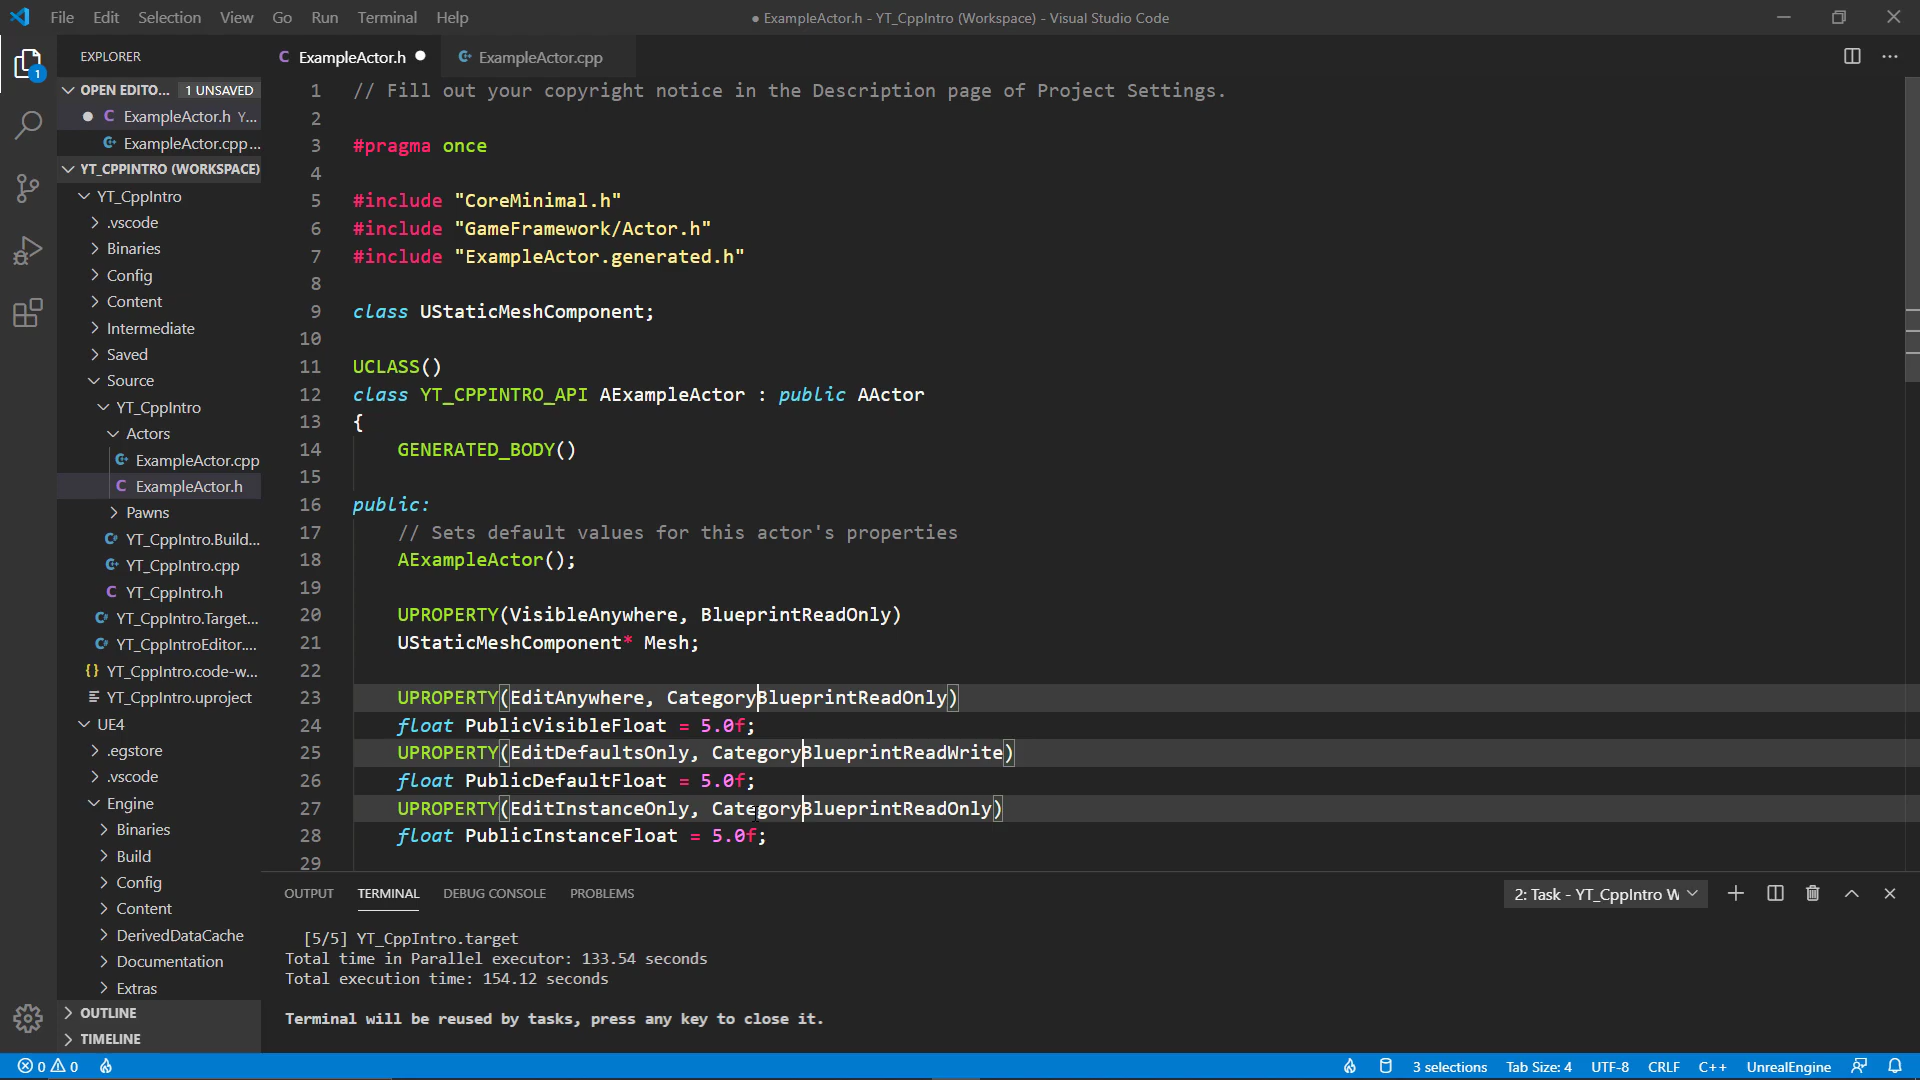 File Edit Selection View Go Run Terminal Help
● ExampleActor.h - YT_CppIntro (Workspace) - Visual Studio Code
EXPLORER
OPEN EDITO... 1 UNSAVED
ExampleActor.h Y...
ExampleActor.cpp...
YT_CPPINTRO (WORKSPACE)
YT_CppIntro
.vscode
Binaries
Config
Content
Intermediate
Saved
Source
YT_CppIntro
Actors
ExampleActor.cpp
ExampleActor.h
Pawns
YT_CppIntro.Build...
YT_CppIntro.cpp
YT_CppIntro.h
YT_CppIntro.Target...
YT_CppIntroEditor....
YT_CppIntro.code-w...
YT_CppIntro.uproject
UE4
.egstore
.vscode
Engine
Binaries
Build
Config
Content
DerivedDataCache
Documentation
Extras
OUTLINE
TIMELINE
ExampleActor.h ExampleActor.cpp
1 // Fill out your copyright notice in the Description page of Project Settings.
2
3 #pragma once
4
5 #include "CoreMinimal.h"
6 #include "GameFramework/Actor.h"
7 #include "ExampleActor.generated.h"
8
9 class UStaticMeshComponent;
10
11 UCLASS()
12 class YT_CPPINTRO_API AExampleActor : public AActor
13 {
14 GENERATED_BODY()
15
16 public:
17 // Sets default values for this actor's properties
18 AExampleActor();
19
20 UPROPERTY(VisibleAnywhere, BlueprintReadOnly)
21 UStaticMeshComponent* Mesh;
22
23 UPROPERTY(EditAnywhere, CategoryBlueprintReadOnly)
24 float PublicVisibleFloat = 5.0f;
25 UPROPERTY(EditDefaultsOnly, CategoryBlueprintReadWrite)
26 float PublicDefaultFloat = 5.0f;
27 UPROPERTY(EditInstanceOnly, CategoryBlueprintReadOnly)
28 float PublicInstanceFloat = 5.0f;
29
OUTPUT TERMINAL DEBUG CONSOLE PROBLEMS
2: Task - YT_CppIntro W
[5/5] YT_CppIntro.target
Total time in Parallel executor: 133.54 seconds
Total execution time: 154.12 seconds
Terminal will be reused by tasks, press any key to close it.
0 0
3 selections Tab Size: 4 UTF-8 CRLF C++ UnrealEngine
1